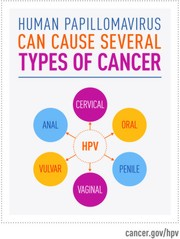 HUMAN PAPILLOMAVIRUS
CAN CAUSE SEVERAL
TYPES OF CANCER
CERVICAL
ANAL
ORAL
HPV
VULVAR
PENILE
VAGINAL
cancer.gov/hpv